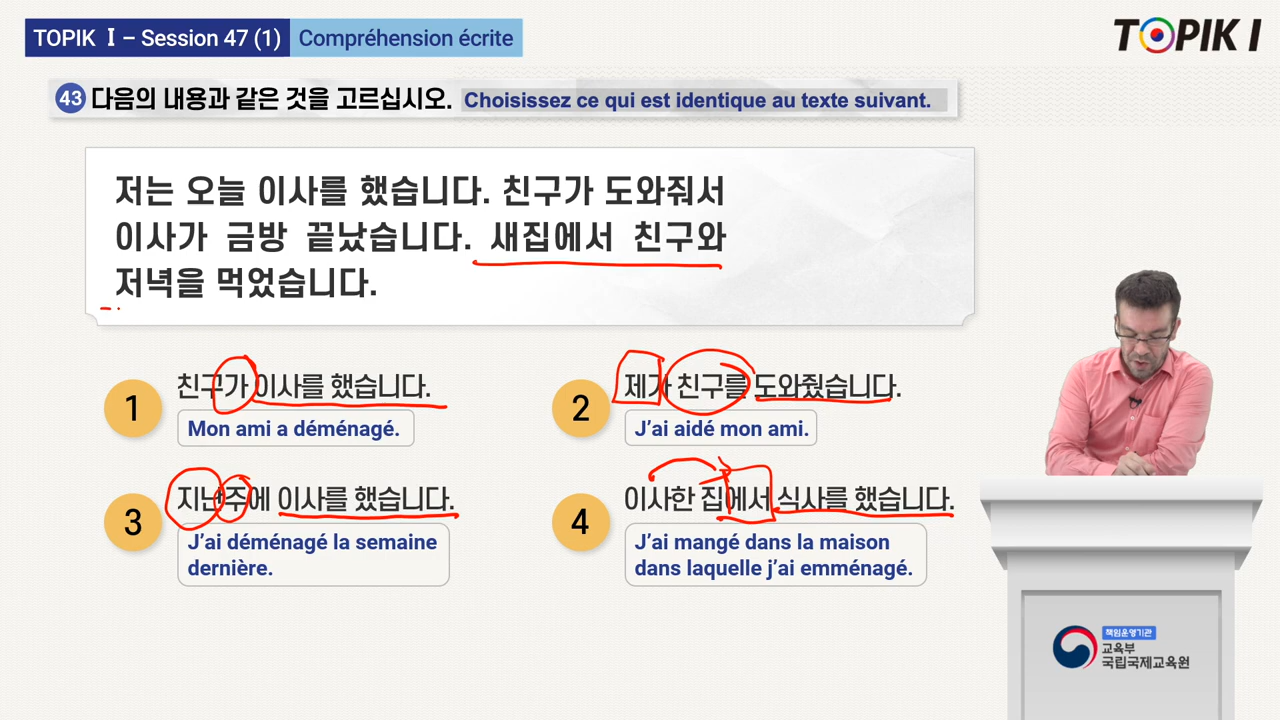 TOPIK Ⅰ – Session 47 (1) Compréhension écrite
TOPIK I
43 다음의 내용과 같은 것을 고르십시오. Choisissez ce qui est identique au texte suivant.
저는 오늘 이사를 했습니다. 친구가 도와줘서
이사가 금방 끝났습니다. 새집에서 친구와
저녁을 먹었습니다.
1 친구가 이사를 했습니다.
Mon ami a déménagé.
2 제가 친구를 도와줬습니다.
J’ai aidé mon ami.
3 지난주에 이사를 했습니다.
J’ai déménagé la semaine
dernière.
4 이사한 집에서 식사를 했습니다.
J’ai mangé dans la maison
dans laquelle j’ai emménagé.
책임운영기관
교육부
국립국제교육원